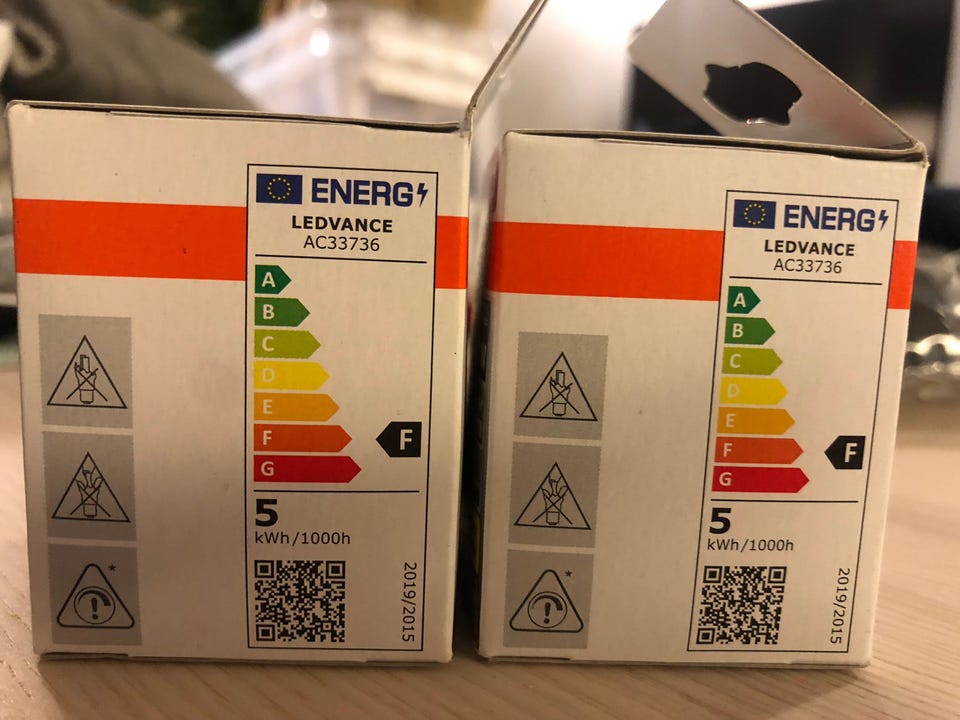 ENERG
LEDVANCE
AC33736
A
B
C
D
E
F
G
F
5
kWh/1000h
2019/2015
*
ENERG
LEDVANCE
AC33736
A
B
C
D
E
F
G
F
5
kWh/1000h
2019/2015
*